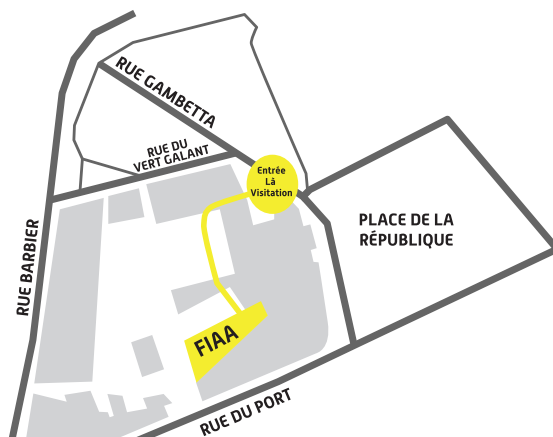 RUE GAMBETTA
RUE DU
VERT GALANT
Entrée
Là
Visitation
PLACE DE LA
RÉPUBLIQUE
RUE BARBIER
FIAA
RUE DU PORT